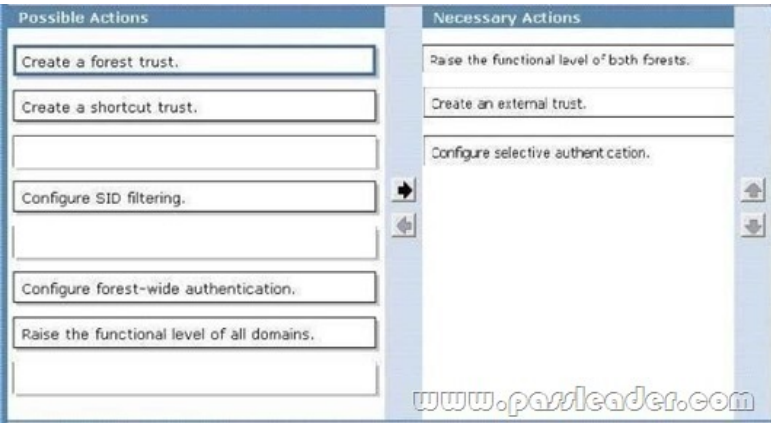 Possible Actions
Create a forest trust.
Create a shortcut trust.
Configure SID filtering.
Configure forest-wide authentication.
Raise the functional level of all domains.
Necessary Actions
Raise the functional level of both forests.
Create an external trust.
Configure selective authentication.
www.passleader.com